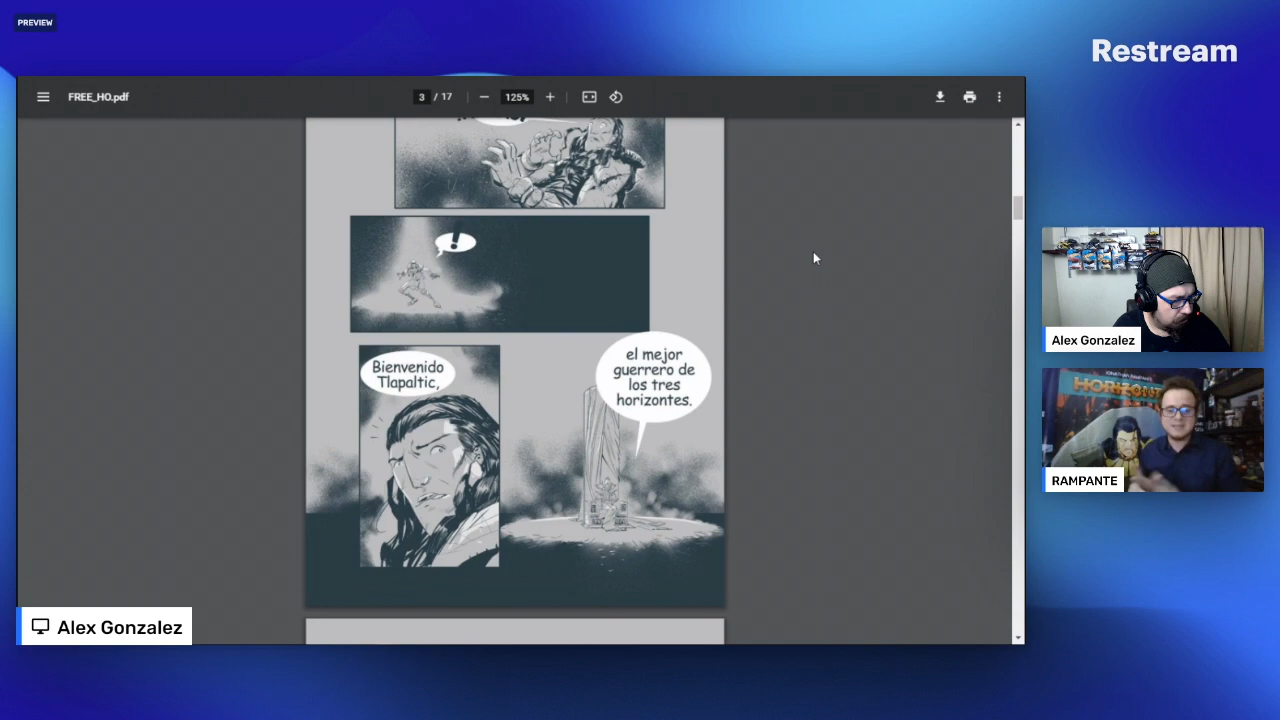 PREVIEW
Restream
FREE_HO.pdf
3 / 17
125%
!
Bienvenido
Tlapaltic,
el mejor
guerrero de
los tres
horizontes.
Alex Gonzalez
HORIZON
RAMPANTE
Alex Gonzalez